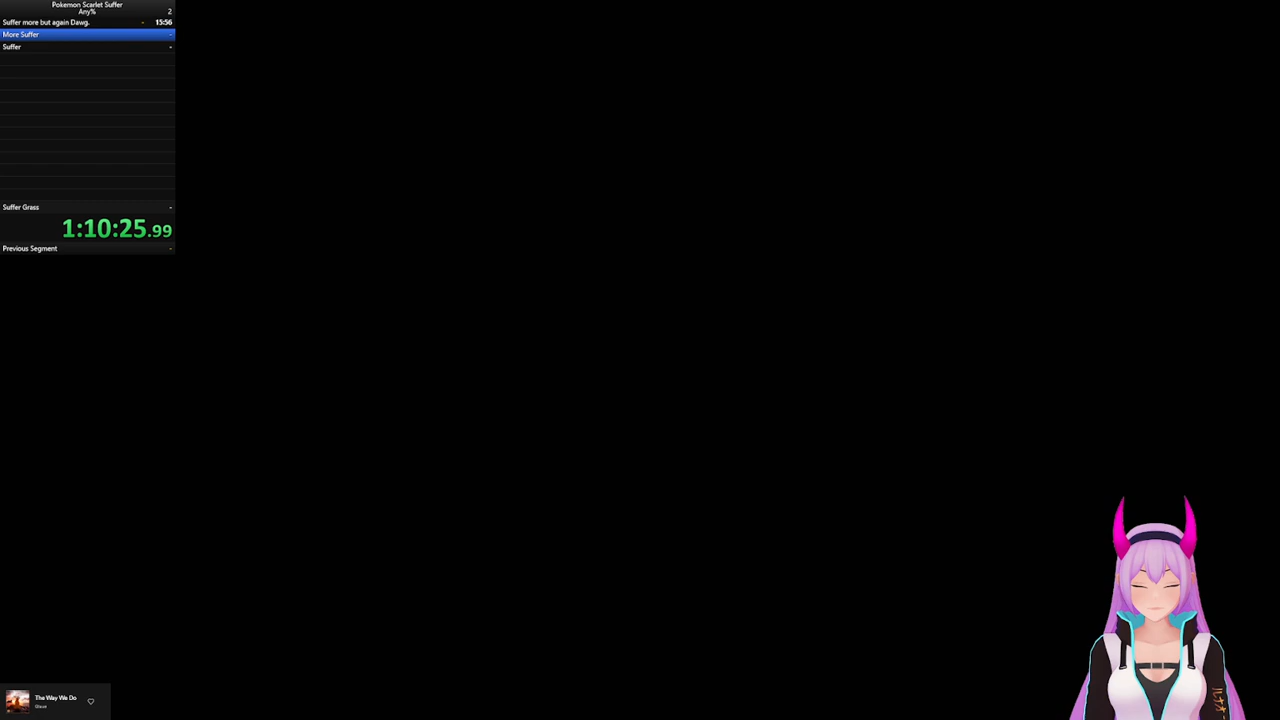 Pokemon Scarlet Suffer
Any%
2
Suffer more but again Dawg. - 15:56
More Suffer -
Suffer -
Suffer Grass -
1:10:25.99
Previous Segment -
The Way We Do